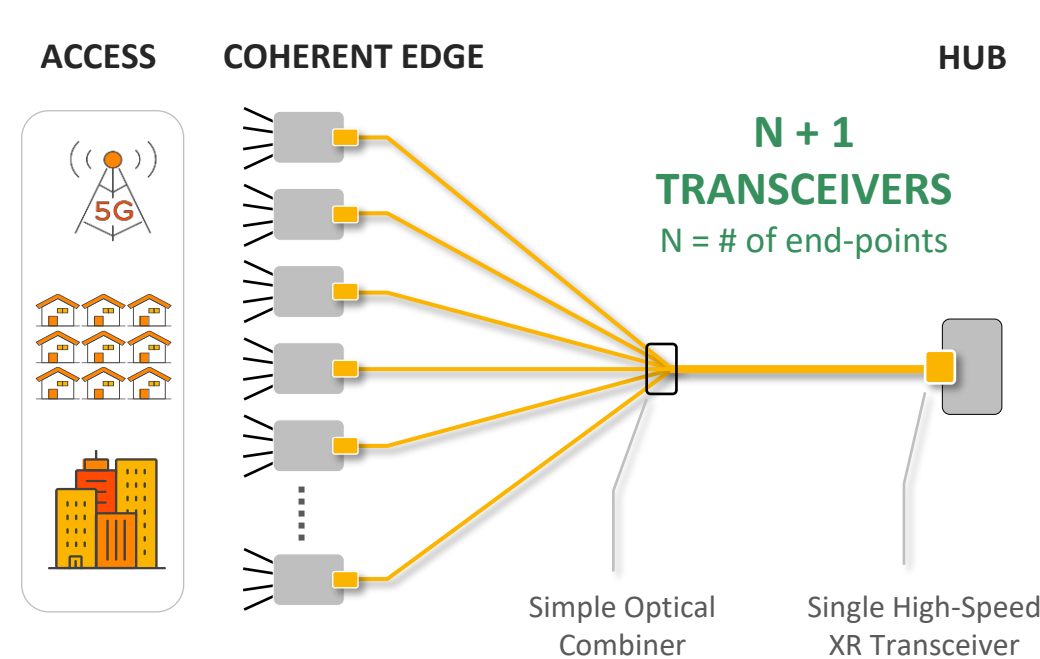 ACCESS
COHERENT EDGE
HUB
N + 1
TRANSCEIVERS
N = # of end-points
5G
Simple Optical
Combiner
Single High-Speed
XR Transceiver